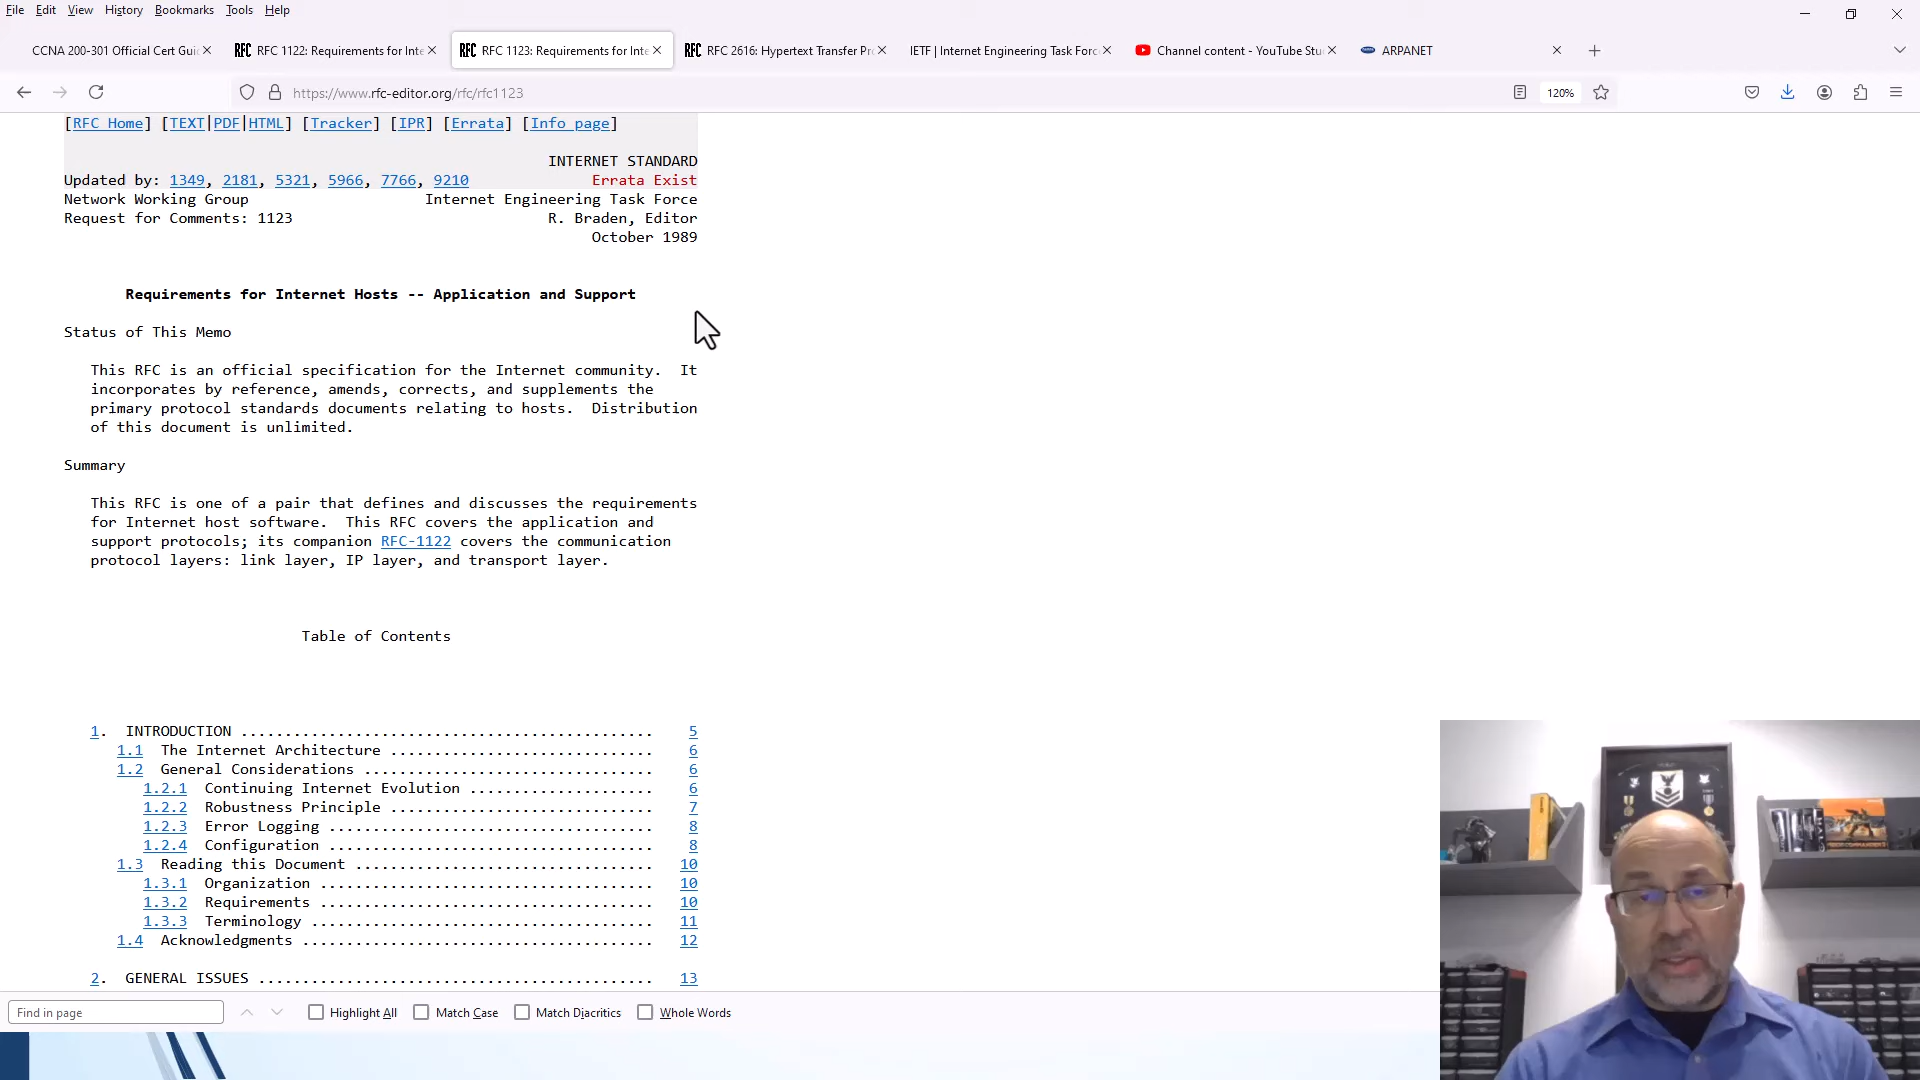 File Edit View History Bookmarks Tools Help
CCNA 200-301 Official Cert Gui
RFC RFC 1122: Requirements for Inte
RFC RFC 1123: Requirements for Inte
RFC RFC 2616: Hypertext Transfer Pr
IETF | Internet Engineering Task Forc
Channel content - YouTube Stu
ARPANET
https://www.rfc-editor.org/rfc/rfc1123
120%
[RFC Home] [TEXT|PDF|HTML] [Tracker] [IPR] [Errata] [Info page]
INTERNET STANDARD
Updated by: 1349, 2181, 5321, 5966, 7766, 9210 Errata Exist
Network Working Group Internet Engineering Task Force
Request for Comments: 1123 R. Braden, Editor
October 1989
Requirements for Internet Hosts -- Application and Support
Status of This Memo
This RFC is an official specification for the Internet community. It
incorporates by reference, amends, corrects, and supplements the
primary protocol standards documents relating to hosts. Distribution
of this document is unlimited.
Summary
This RFC is one of a pair that defines and discusses the requirements
for Internet host software. This RFC covers the application and
support protocols; its companion RFC-1122 covers the communication
protocol layers: link layer, IP layer, and transport layer.
Table of Contents
1. INTRODUCTION ............................................... 5
1.1 The Internet Architecture .............................. 6
1.2 General Considerations ................................. 6
1.2.1 Continuing Internet Evolution ..................... 6
1.2.2 Robustness Principle .............................. 7
1.2.3 Error Logging ..................................... 8
1.2.4 Configuration ..................................... 8
1.3 Reading this Document .................................. 10
1.3.1 Organization ...................................... 10
1.3.2 Requirements ...................................... 10
1.3.3 Terminology ....................................... 11
1.4 Acknowledgments ........................................ 12
2. GENERAL ISSUES ............................................. 13
Find in page
Highlight All
Match Case
Match Diacritics
Whole Words